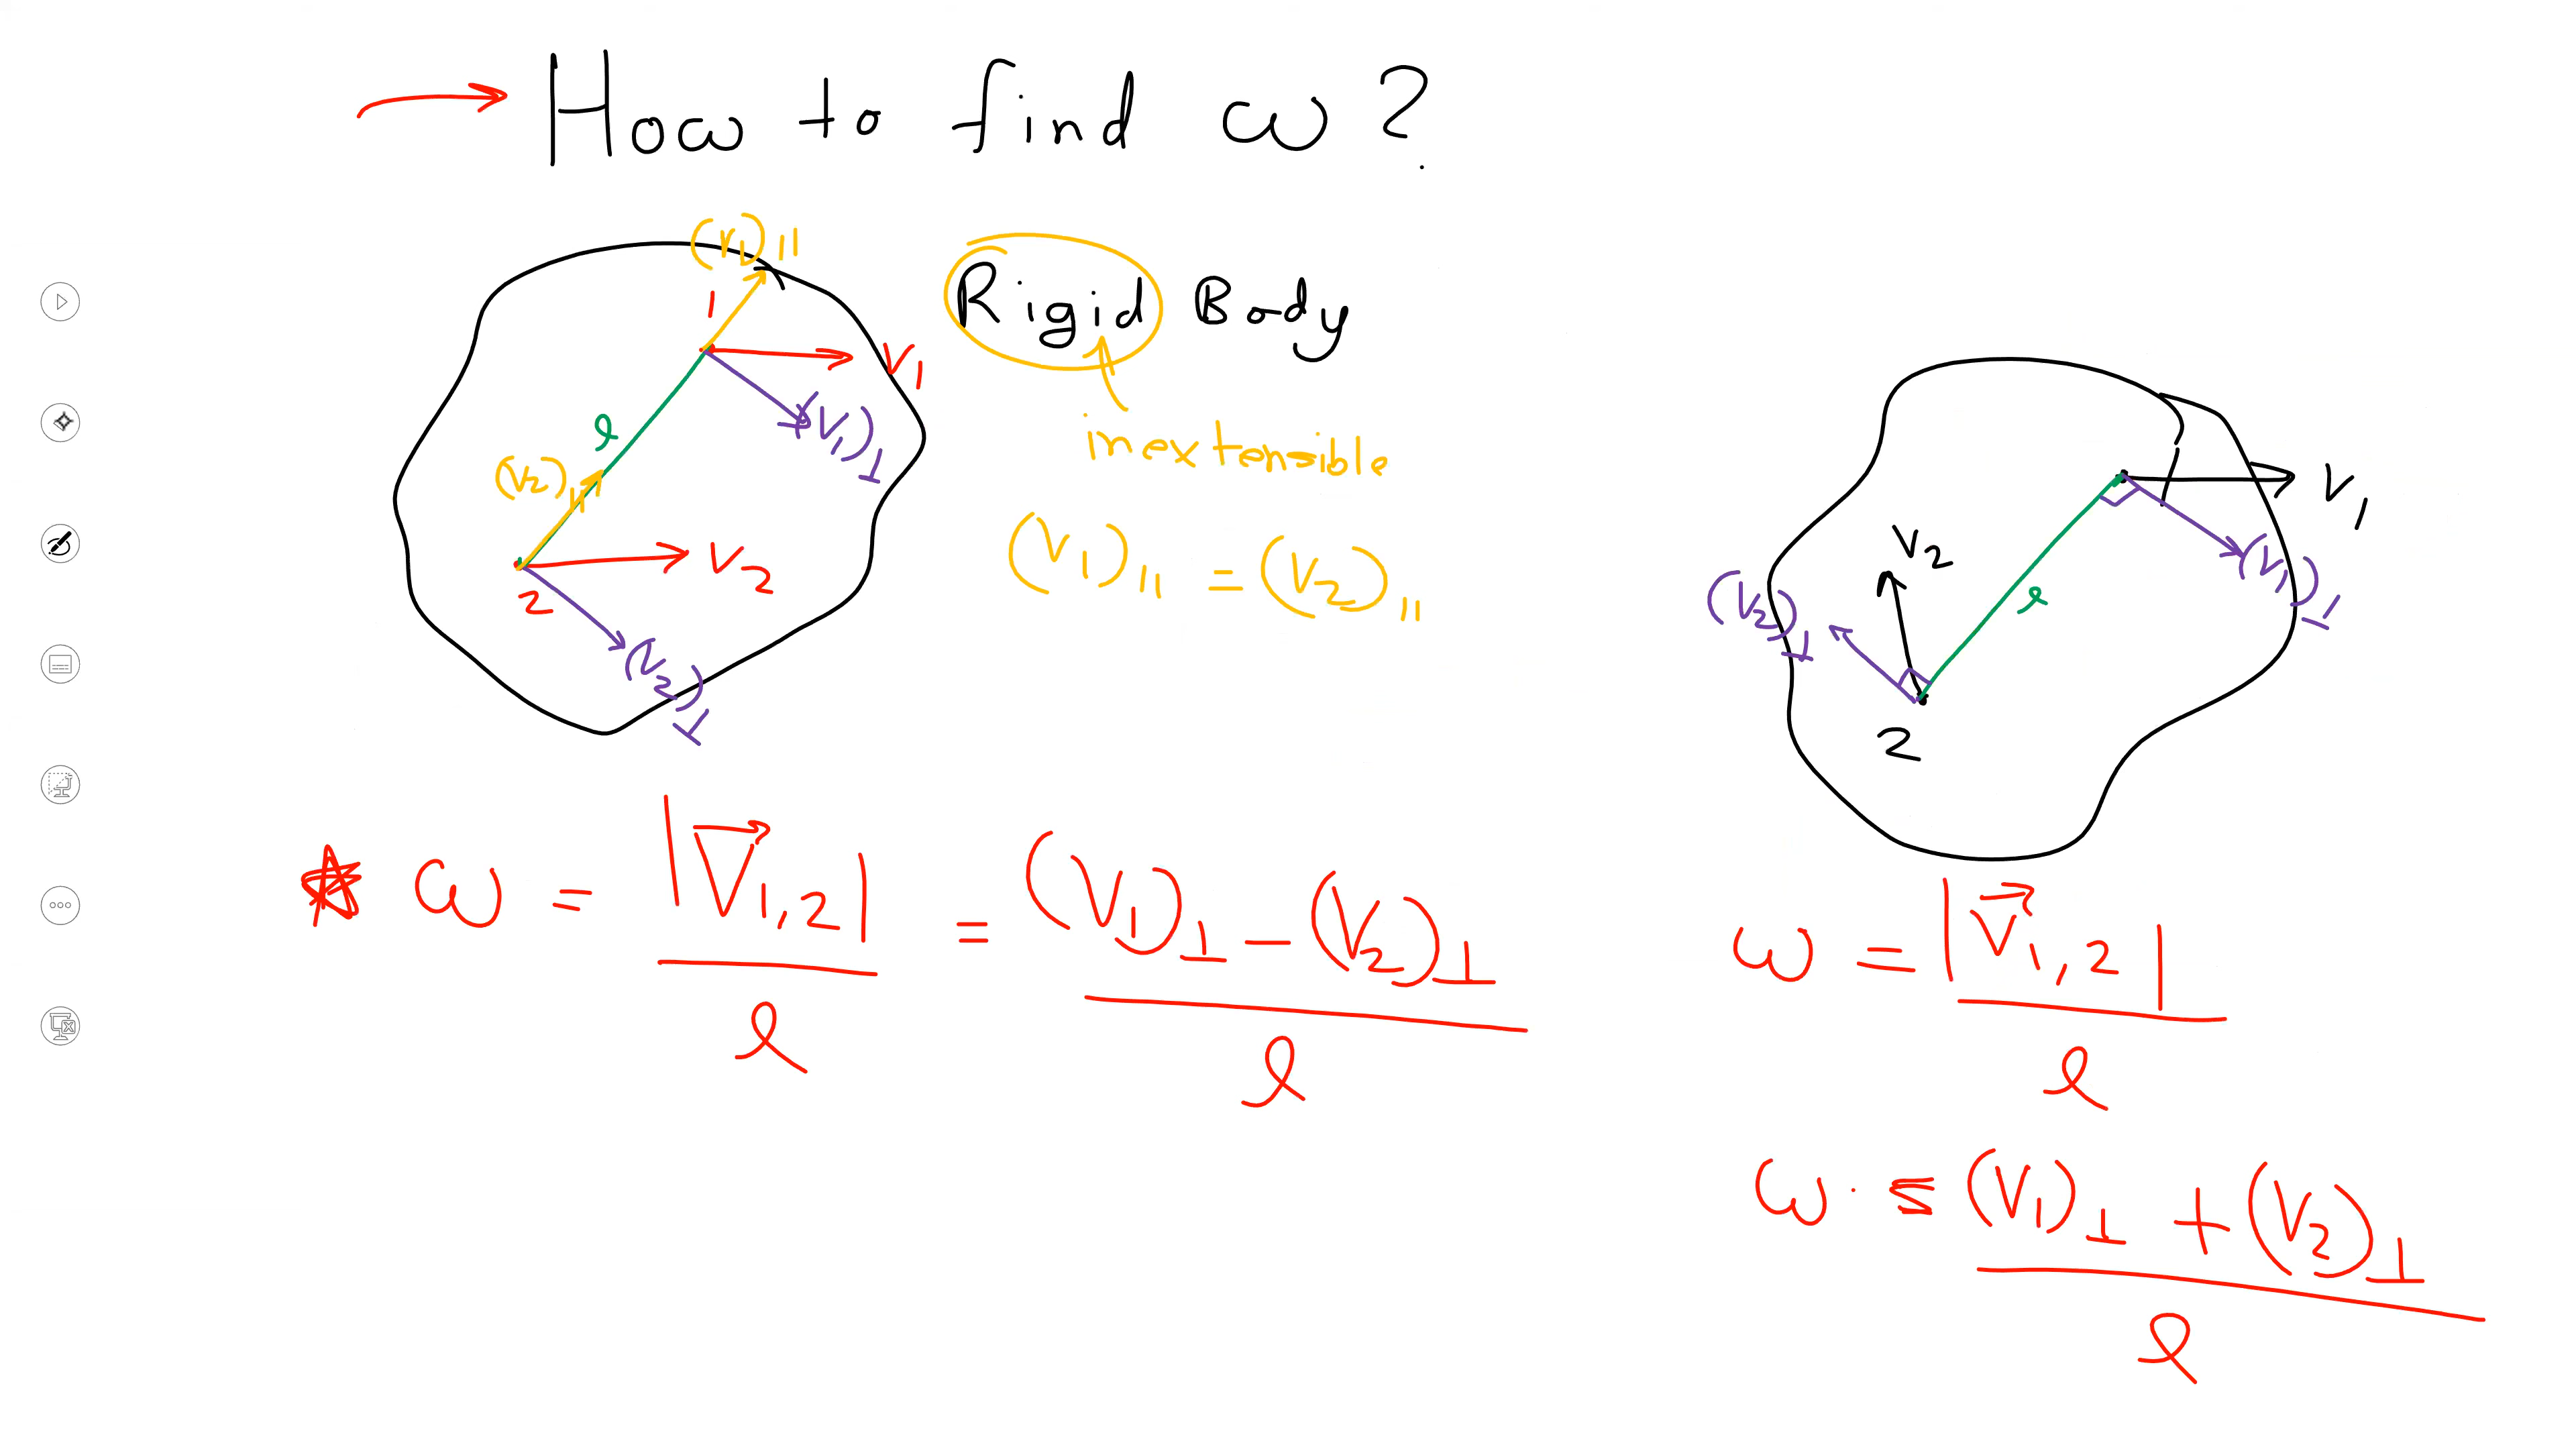 How to find ω ?
(V₁)||
1
Rigid Body
V₁
(V₁)⊥
l
(V₂)||
inextensible
(V₁)|| = (V₂)||
V₂
2
(V₂)⊥
V₁
V₂
(V₁)⊥
(V₂)⊥
l
2
ω = |V⃗₁,₂| / l = (V₁)⊥ − (V₂)⊥ / l
ω = |V⃗₁,₂| / l
ω = (V₁)⊥ + (V₂)⊥ / l